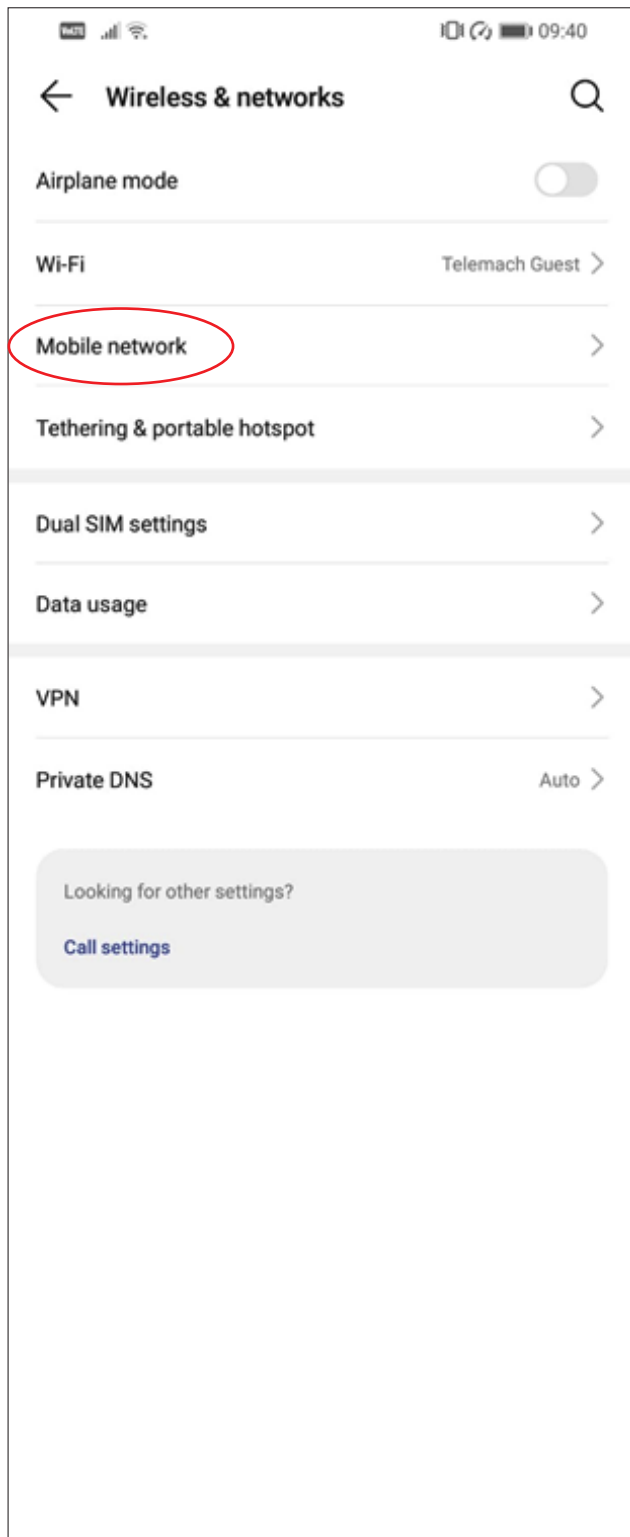 VoLTE 09:40
Wireless & networks
Airplane mode
Wi-Fi Telemach Guest
Mobile network
Tethering & portable hotspot
Dual SIM settings
Data usage
VPN
Private DNS Auto
Looking for other settings?
Call settings